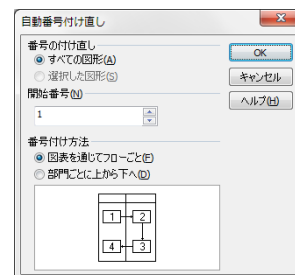 自動番号付け直し
番号の付け直し
すべての図形(A)
選択した図形(S)
開始番号(N)
1
番号付け方法
図表を通じてフローごと(F)
部門ごとに上から下へ(D)
1 2
4 3
OK
キャンセル
ヘルプ(H)